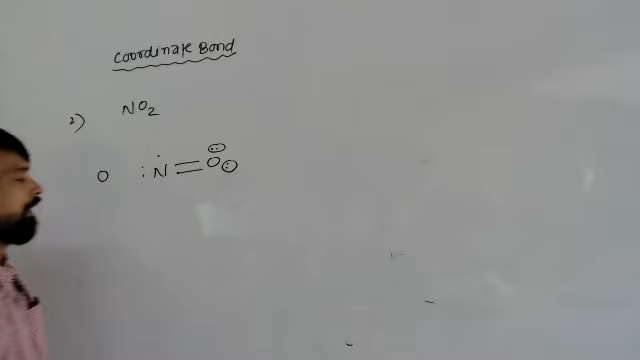 Coordinate Bond
2) NO2
O :N = O